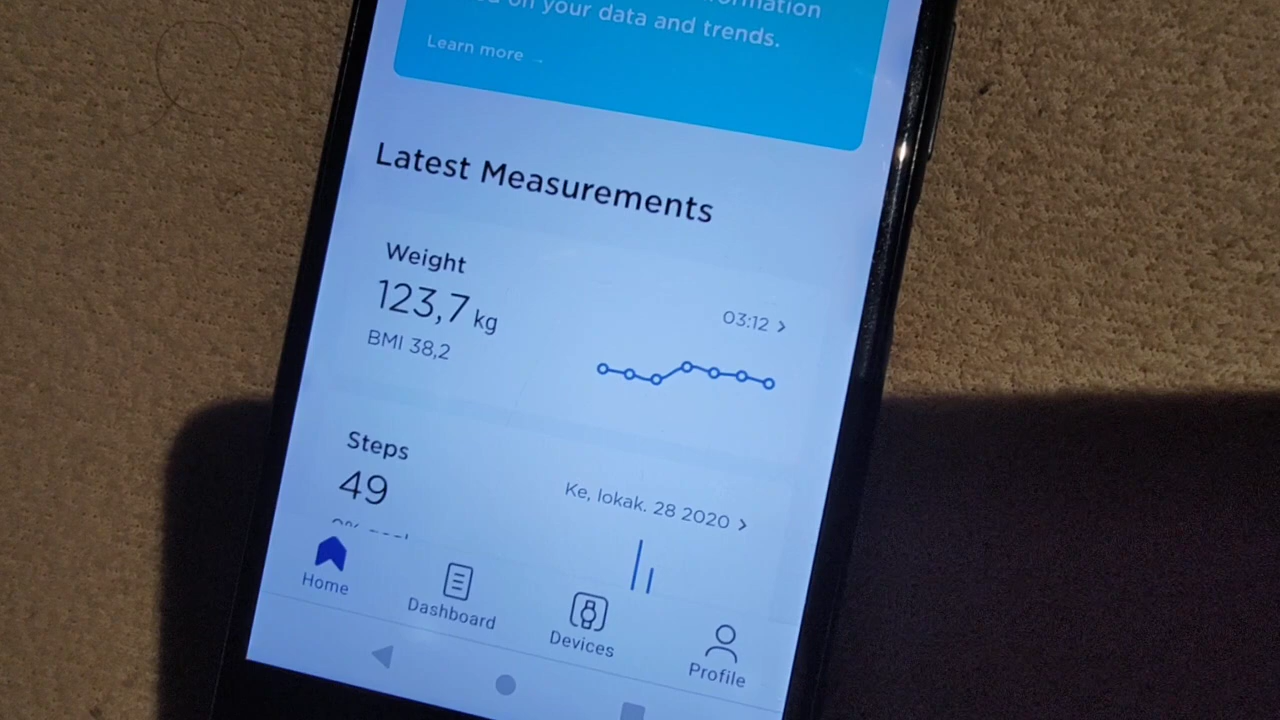 on your data and trends.
Learn more →
Latest Measurements
Weight
123,7 kg
03:12 >
BMI 38,2
Steps
49
Ke, lokak. 28 2020 >
Home
Dashboard
Devices
Profile